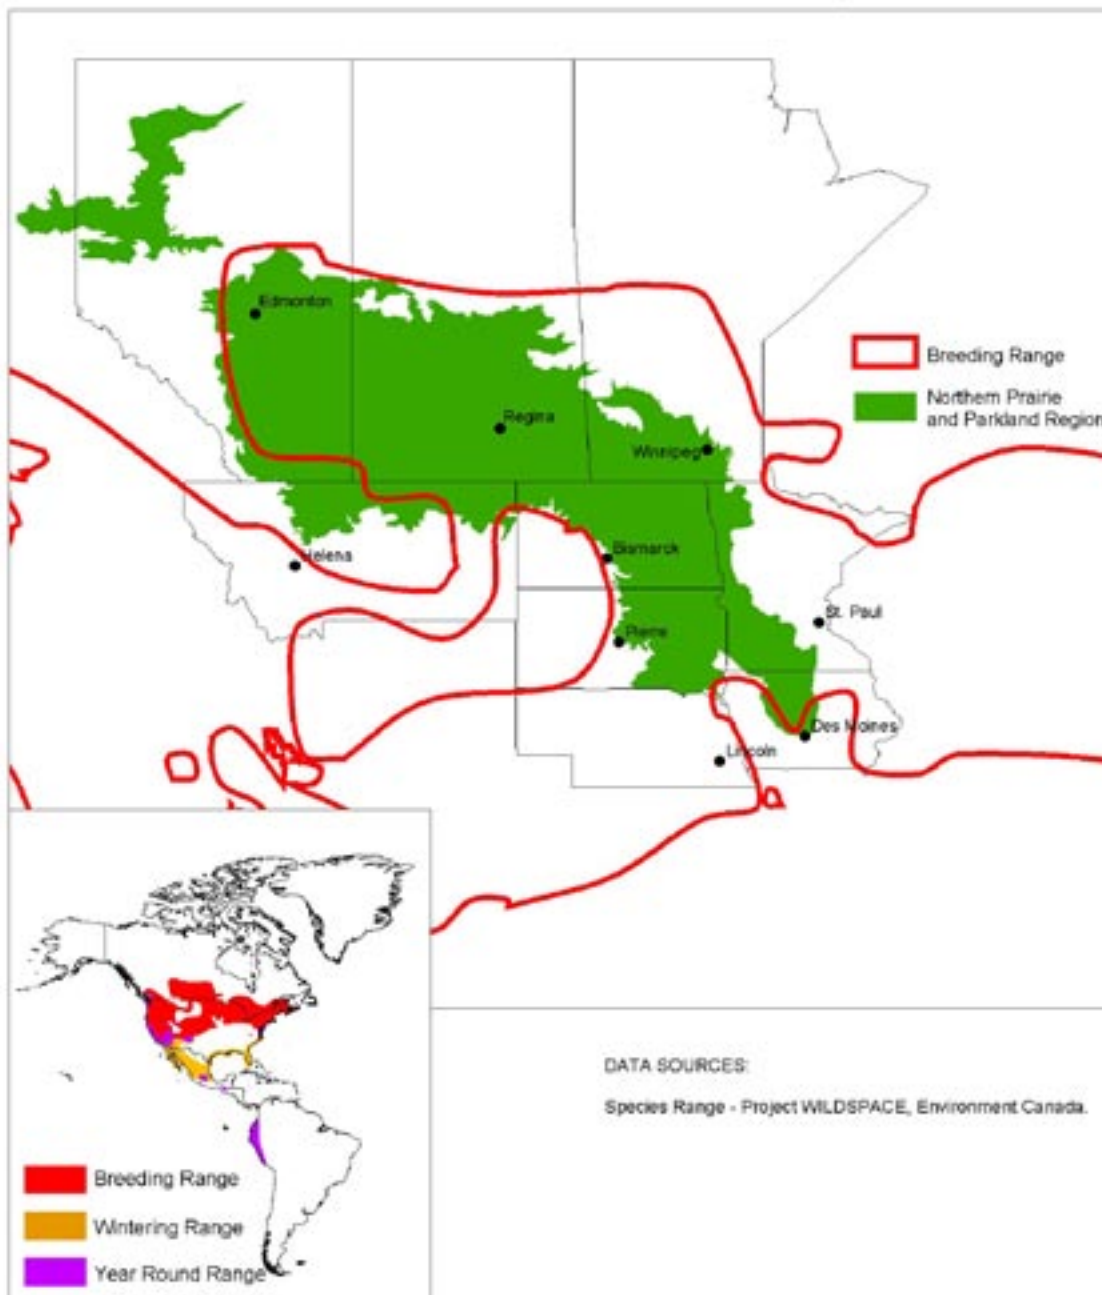 Edmonton
Breeding Range
Northern Prairie
and Parkland Region
Regina
Winnipeg
Helena
Bismarck
St. Paul
Pierre
Des Moines
Lincoln
DATA SOURCES:
Species Range - Project WILDSPACE, Environment Canada.
Breeding Range
Wintering Range
Year Round Range